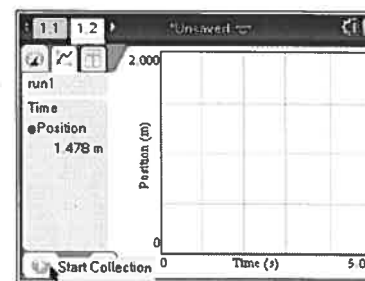 1.1 1.2 *Unsaved
run1
Time
Position
1.478 m
2.000
Position (m)
0
0 Time (s) 5.0
Start Collection